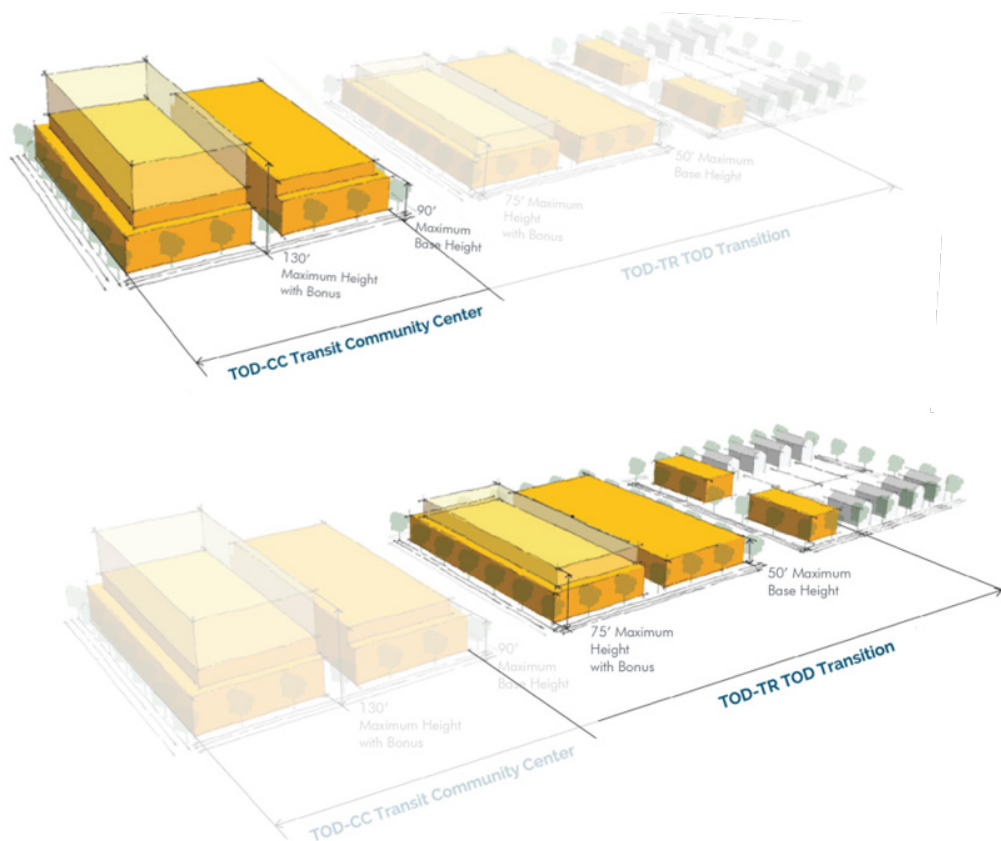 50' Maximum
Base Height
75' Maximum
Height
with Bonus
90'
Maximum
Base Height
130'
Maximum Height
with Bonus
TOD-TR TOD Transition
TOD-CC Transit Community Center
50' Maximum
Base Height
75' Maximum
Height
with Bonus
90'
Maximum
Base Height
130'
Maximum Height
with Bonus
TOD-TR TOD Transition
TOD-CC Transit Community Center